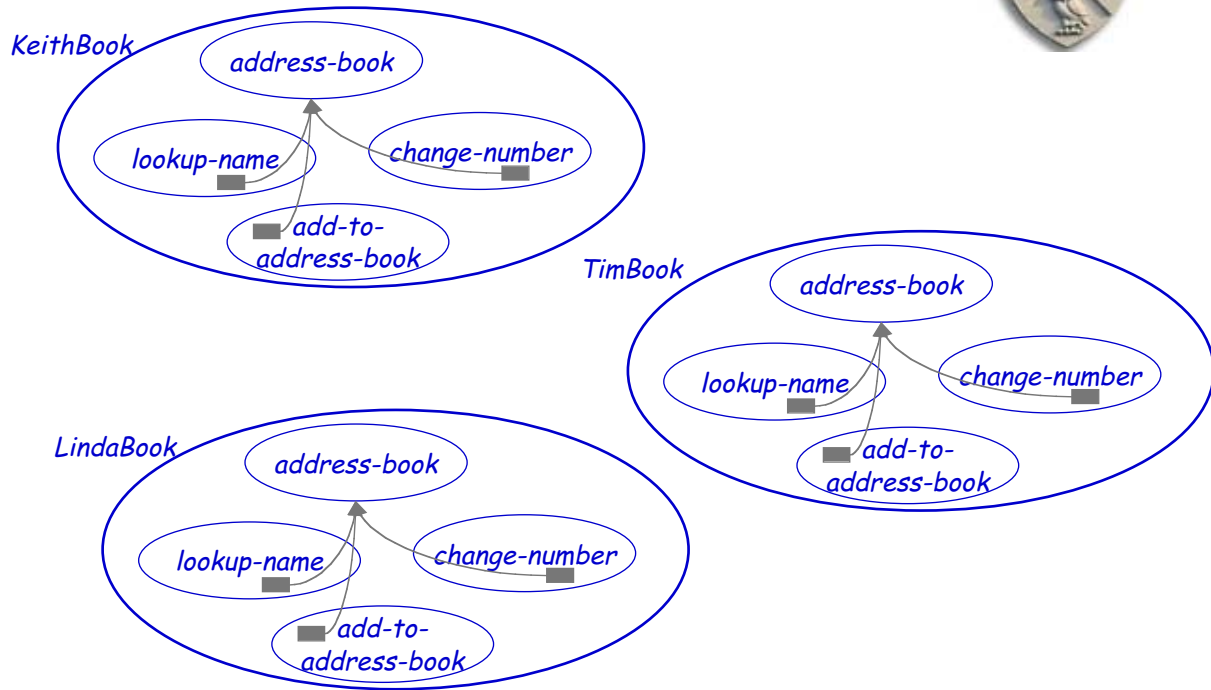 KeithBook
address-book
lookup-name
change-number
add-to-
address-book
TimBook
address-book
lookup-name
change-number
add-to-
address-book
LindaBook
address-book
lookup-name
change-number
add-to-
address-book